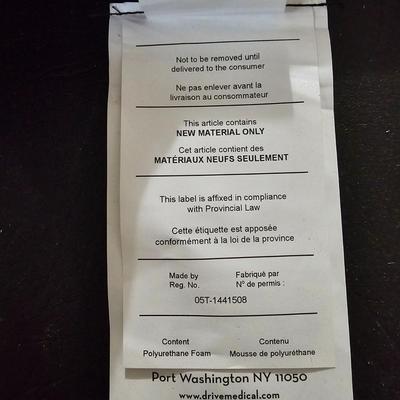 Not to be removed until
delivered to the consumer
Ne pas enlever avant la
livraison au consommateur
This article contains
NEW MATERIAL ONLY
Cet article contient des
MATÉRIAUX NEUFS SEULEMENT
This label is affixed in compliance
with Provincial Law
Cette étiquette est apposée
conformément à la loi de la province
Made by
Reg. No.
Fabriqué par
N° de permis :
05T-1441508
Content
Polyurethane Foam
Contenu
Mousse de polyuréthane
Port Washington NY 11050
www.drivemedical.com